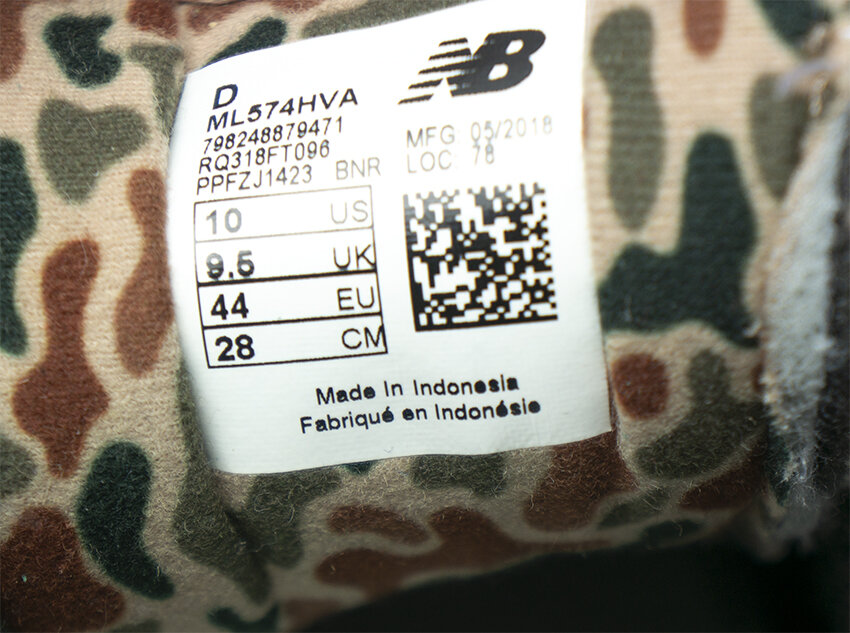 D
NB
ML574HVA
798248879471
RQ318FT096
PPFZJ1423 BNR
MFG 05/2018
LOC: 78
10 US
9.5 UK
44 EU
28 CM
Made In Indonesia
Fabriqué en Indonésie